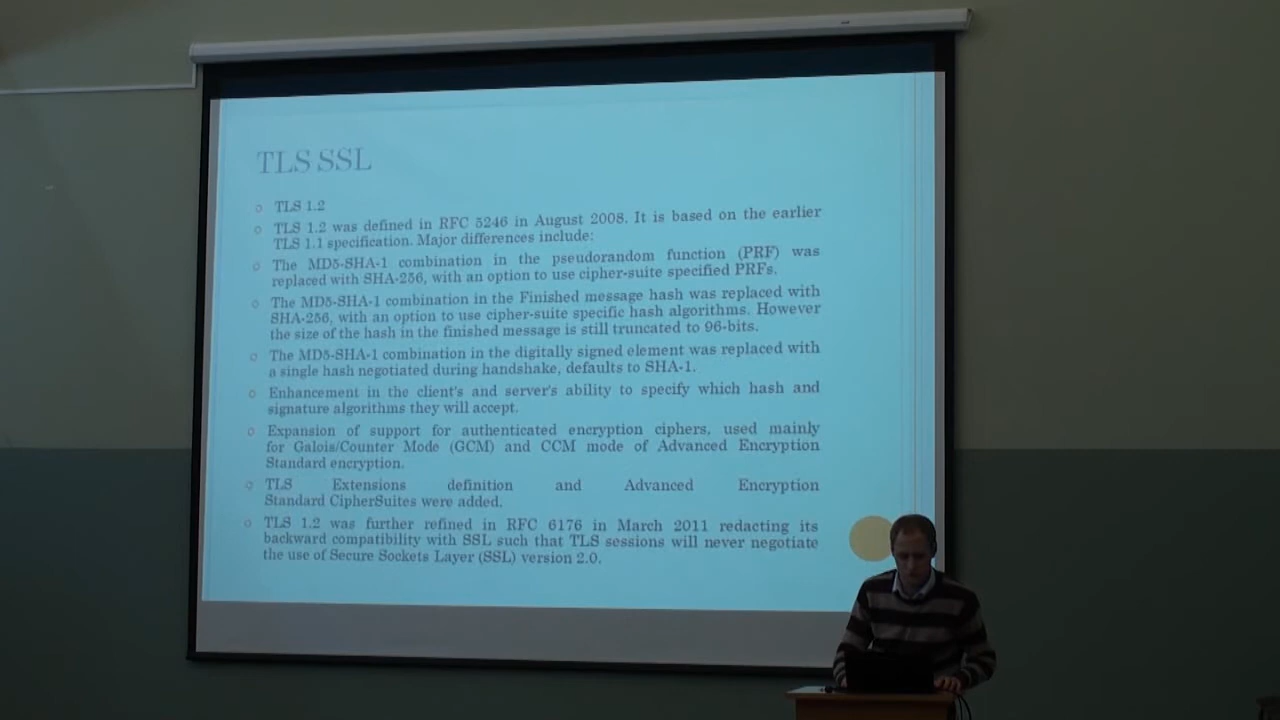 TLS SSL
TLS 1.2
TLS 1.2 was defined in RFC 5246 in August 2008. It is based on the earlier
TLS 1.1 specification. Major differences include:
The MD5-SHA-1 combination in the pseudorandom function (PRF) was
replaced with SHA-256, with an option to use cipher-suite specified PRFs.
The MD5-SHA-1 combination in the Finished message hash was replaced with
SHA-256, with an option to use cipher-suite specific hash algorithms. However
the size of the hash in the finished message is still truncated to 96-bits.
The MD5-SHA-1 combination in the digitally signed element was replaced with
a single hash negotiated during handshake, defaults to SHA-1.
Enhancement in the client's and server's ability to specify which hash and
signature algorithms they will accept.
Expansion of support for authenticated encryption ciphers, used mainly
for Galois/Counter Mode (GCM) and CCM mode of Advanced Encryption
Standard encryption.
TLS Extensions definition and Advanced Encryption
Standard CipherSuites were added.
TLS 1.2 was further refined in RFC 6176 in March 2011 redacting its
backward compatibility with SSL such that TLS sessions will never negotiate
the use of Secure Sockets Layer (SSL) version 2.0.